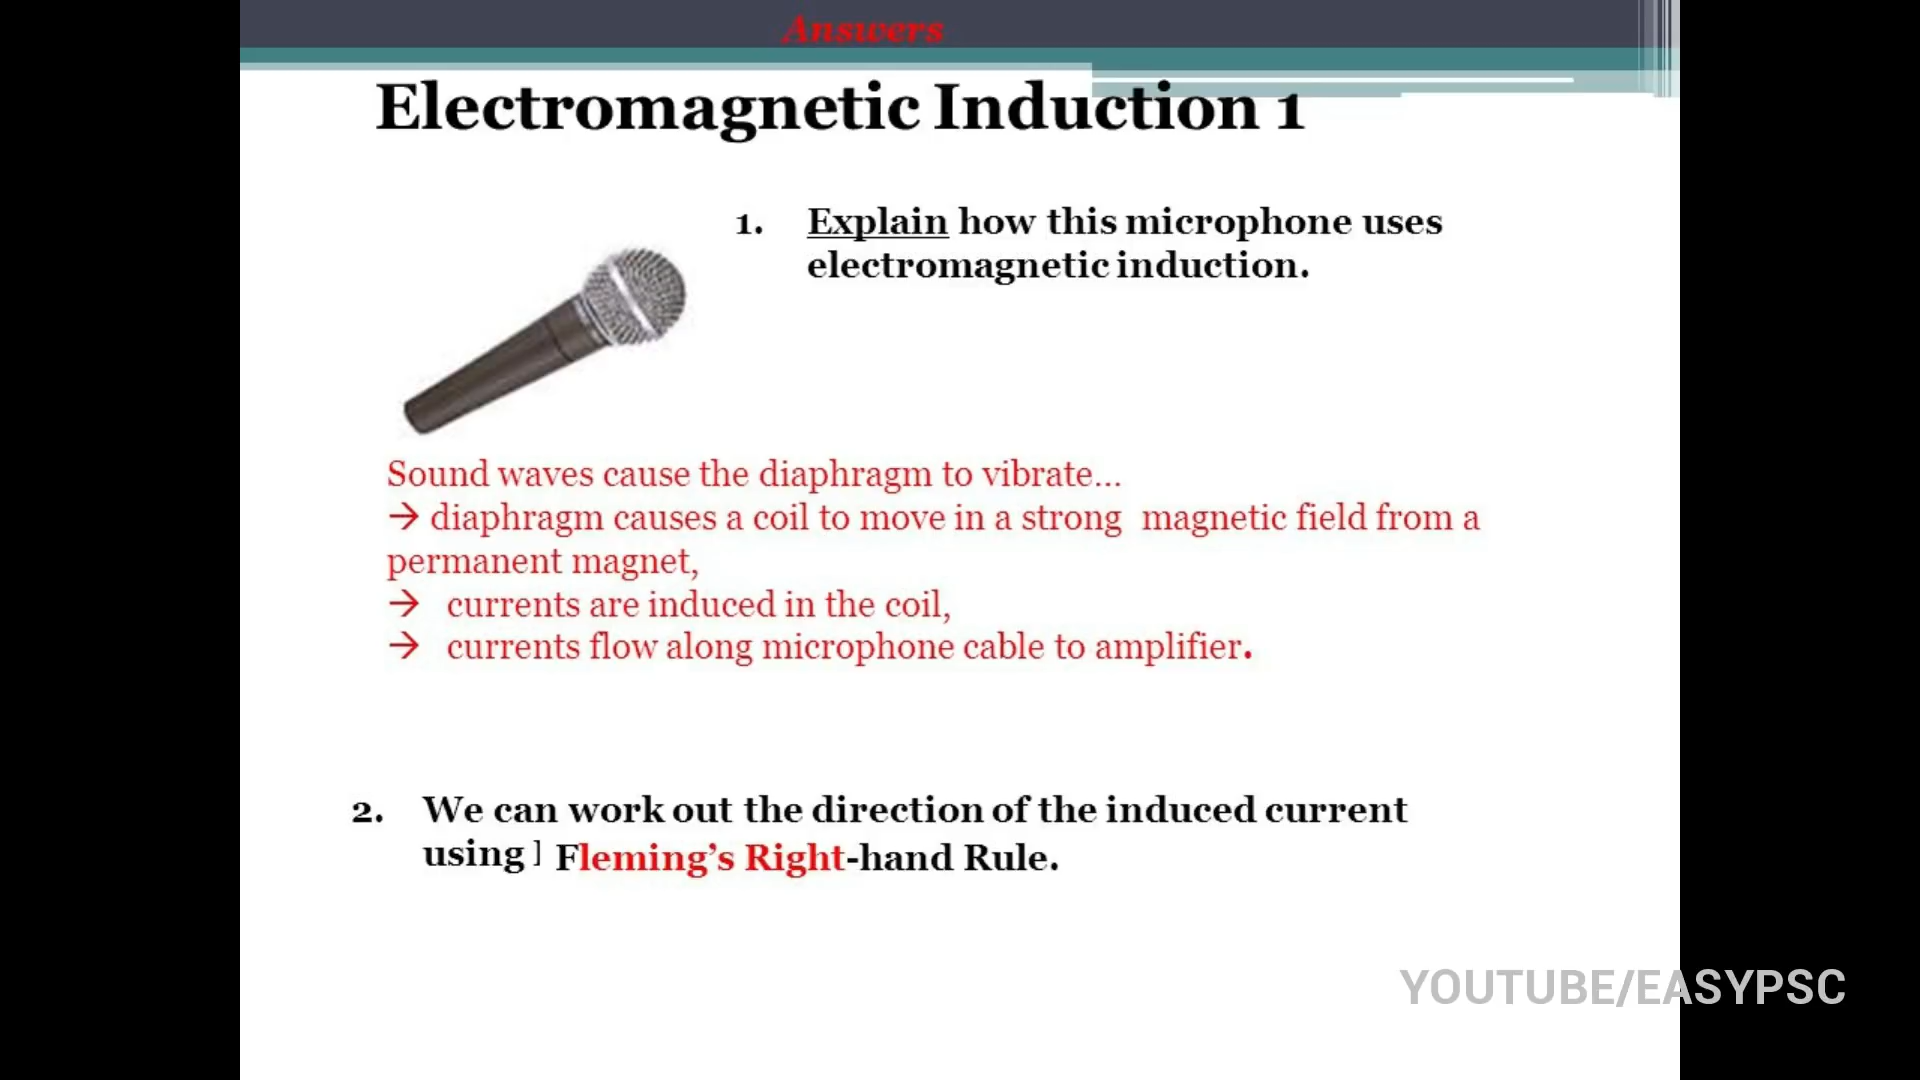 Answers
Electromagnetic Induction 1
1. Explain how this microphone uses
electromagnetic induction.
Sound waves cause the diaphragm to vibrate...
→ diaphragm causes a coil to move in a strong magnetic field from a
permanent magnet,
→ currents are induced in the coil,
→ currents flow along microphone cable to amplifier.
2. We can work out the direction of the induced current
using Fleming's Right-hand Rule.
YOUTUBE/EASYPSC